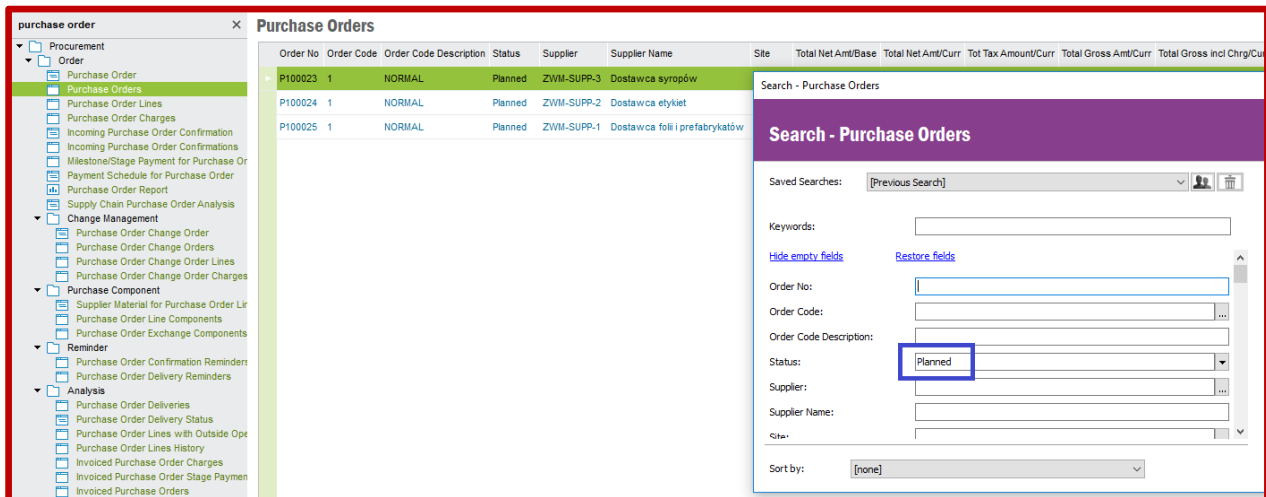 purchase order ×
Procurement
Order
Purchase Order
Purchase Orders
Purchase Order Lines
Purchase Order Charges
Incoming Purchase Order Confirmation
Incoming Purchase Order Confirmations
Milestone/Stage Payment for Purchase Or
Payment Schedule for Purchase Order
Purchase Order Report
Supply Chain Purchase Order Analysis
Change Management
Purchase Order Change Order
Purchase Order Change Orders
Purchase Order Change Order Lines
Purchase Order Change Order Charges
Purchase Component
Supplier Material for Purchase Order Lin
Purchase Order Line Components
Purchase Order Exchange Components
Reminder
Purchase Order Confirmation Reminders
Purchase Order Delivery Reminders
Analysis
Purchase Order Deliveries
Purchase Order Delivery Status
Purchase Order Lines with Outside Ope
Purchase Order Lines History
Invoiced Purchase Order Charges
Invoiced Purchase Order Stage Paymen
Invoiced Purchase Orders
Purchase Orders
Order No Order Code Order Code Description Status Supplier Supplier Name Site Total Net Amt/Base Total Net Amt/Curr Tot Tax Amount/Curr Total Gross Amt/Curr Total Gross incl Chrg/Cur
P100023 1 NORMAL Planned ZWM-SUPP-3 Dostawca syropów
P100024 1 NORMAL Planned ZWM-SUPP-2 Dostawca etykiet
P100025 1 NORMAL Planned ZWM-SUPP-1 Dostawca folii i prefabrykatów
Search - Purchase Orders
Search - Purchase Orders
Saved Searches: [Previous Search]
Keywords:
Hide empty fields Restore fields
Order No:
Order Code: ...
Order Code Description:
Status: Planned
Supplier: ...
Supplier Name:
Site: ...
Sort by: [none]